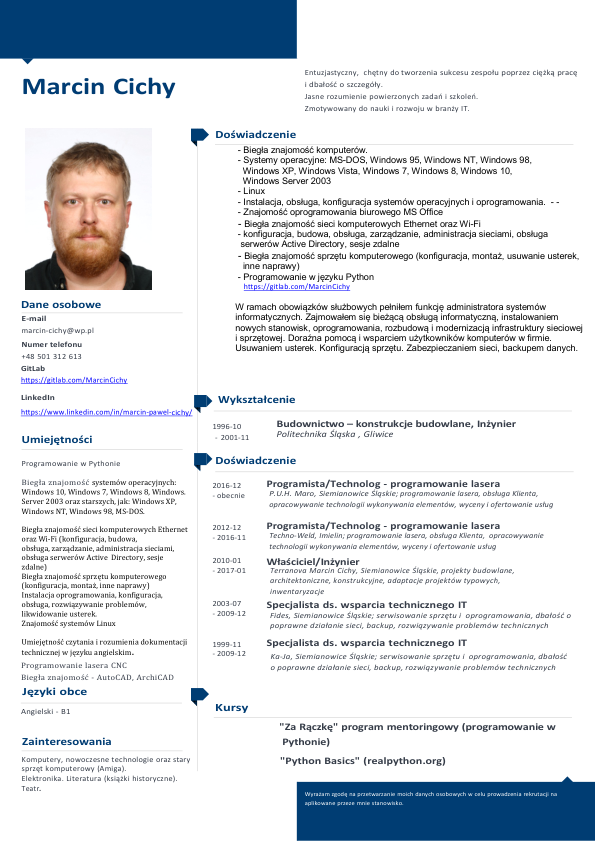 Marcin Cichy
Entuzjastyczny, chętny do tworzenia sukcesu zespołu poprzez ciężką pracę
i dbałość o szczegóły.
Jasne rozumienie powierzonych zadań i szkoleń.
Zmotywowany do nauki i rozwoju w branży IT.
Dane osobowe
E-mail
marcin-cichy@wp.pl
Numer telefonu
+48 501 312 613
GitLab
https://gitlab.com/MarcinCichy
LinkedIn
https://www.linkedin.com/in/marcin-pawel-cichy/
Umiejętności
Programowanie w Pythonie
Biegła znajomość systemów operacyjnych:
Windows 10, Windows 7, Windows 8, Windows.
Server 2003 oraz starszych, jak: Windows XP,
Windows NT, Windows 98, MS-DOS.
Biegła znajomość sieci komputerowych Ethernet
oraz Wi-Fi (konfiguracja, budowa,
obsługa, zarządzanie, administracja sieciami,
obsługa serwerów Active Directory, sesje
zdalne)
Biegła znajomość sprzętu komputerowego
(konfiguracja, montaż, inne naprawy)
Instalacja oprogramowania, konfiguracja,
obsługa, rozwiązywanie problemów,
likwidowanie usterek.
Znajomość systemów Linux
Umiejętność czytania i rozumienia dokumentacji
technicznej w języku angielskim.
Programowanie lasera CNC
Biegła znajomość - AutoCAD, ArchiCAD
Języki obce
Angielski - B1
Zainteresowania
Komputery, nowoczesne technologie oraz stary
sprzęt komputerowy (Amiga).
Elektronika. Literatura (książki historyczne).
Teatr.
Doświadczenie
- Biegła znajomość komputerów.
- Systemy operacyjne: MS-DOS, Windows 95, Windows NT, Windows 98,
Windows XP, Windows Vista, Windows 7, Windows 8, Windows 10,
Windows Server 2003
- Linux
- Instalacja, obsługa, konfiguracja systemów operacyjnych i oprogramowania. - -
- Znajomość oprogramowania biurowego MS Office
- Biegła znajomość sieci komputerowych Ethernet oraz Wi-Fi
- konfiguracja, budowa, obsługa, zarządzanie, administracja sieciami, obsługa
serwerów Active Directory, sesje zdalne
- Biegła znajomość sprzętu komputerowego (konfiguracja, montaż, usuwanie usterek,
inne naprawy)
- Programowanie w języku Python
https://gitlab.com/MarcinCichy
W ramach obowiązków służbowych pełniłem funkcję administratora systemów
informatycznych. Zajmowałem się bieżącą obsługą informatyczną, instalowaniem
nowych stanowisk, oprogramowania, rozbudową i modernizacją infrastruktury sieciowej
i sprzętowej. Doraźna pomocą i wsparciem użytkowników komputerów w firmie.
Usuwaniem usterek. Konfiguracją sprzętu. Zabezpieczaniem sieci, backupem danych.
Wykształcenie
1996-10
- 2001-11
Budownictwo – konstrukcje budowlane, Inżynier
Politechnika Śląska , Gliwice
Doświadczenie
2016-12
- obecnie
Programista/Technolog - programowanie lasera
P.U.H. Maro, Siemianowice Śląskie; programowanie lasera, obsługa Klienta,
opracowywanie technologii wykonywania elementów, wyceny i ofertowanie usług
2012-12
- 2016-11
Programista/Technolog - programowanie lasera
Techno-Weld, Imielin; programowanie lasera, obsługa Klienta, opracowywanie
technologii wykonywania elementów, wyceny i ofertowanie usług
2010-01
- 2017-01
Właściciel/Inżynier
Terranova Marcin Cichy, Siemianowice Śląskie, projekty budowlane,
architektoniczne, konstrukcyjne, adaptacje projektów typowych,
inwentaryzacje
2003-07
- 2009-12
Specjalista ds. wsparcia technicznego IT
Fides, Siemianowice Śląskie; serwisowanie sprzętu i oprogramowania, dbałość o
poprawne działanie sieci, backup, rozwiązywanie problemów technicznych
1999-11
- 2009-12
Specjalista ds. wsparcia technicznego IT
Ka-Ja, Siemianowice Śląskie; serwisowanie sprzętu i oprogramowania, dbałość
o poprawne działanie sieci, backup, rozwiązywanie problemów technicznych
Kursy
"Za Rączkę" program mentoringowy (programowanie w
Pythonie)
"Python Basics" (realpython.org)
Wyrażam zgodę na przetwarzanie moich danych osobowych w celu prowadzenia rekrutacji na
aplikowane przeze mnie stanowisko.